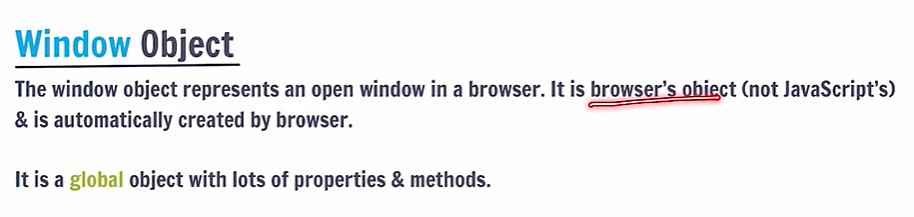 Window Object
The window object represents an open window in a browser. It is browser's object (not JavaScript's)
& is automatically created by browser.
It is a global object with lots of properties & methods.